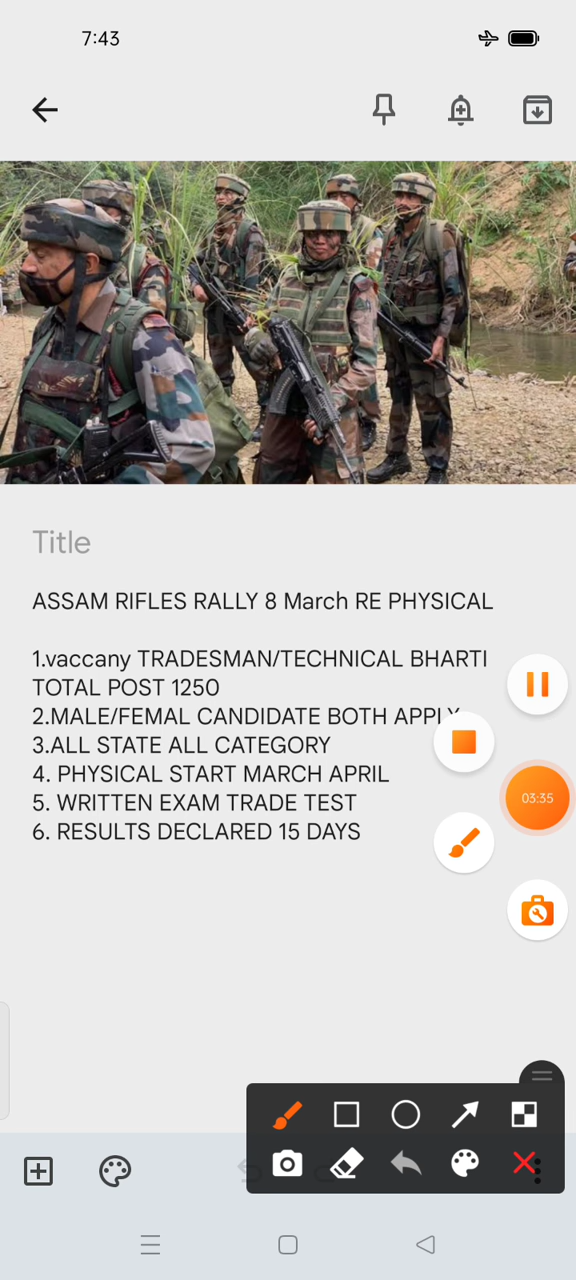 7:43
Title
ASSAM RIFLES RALLY 8 March RE PHYSICAL
1.vaccany TRADESMAN/TECHNICAL BHARTI
TOTAL POST 1250
2.MALE/FEMAL CANDIDATE BOTH APPLY
3.ALL STATE ALL CATEGORY
4. PHYSICAL START MARCH APRIL
5. WRITTEN EXAM TRADE TEST
6. RESULTS DECLARED 15 DAYS
03:35